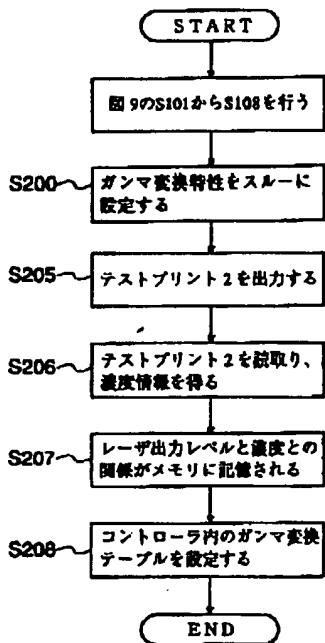 START
図9のS101からS108を行う
S200
ガンマ変換特性をスルーに
設定する
S205
テストプリント2を出力する
S206
テストプリント2を読取り、
濃度情報を得る
S207
レーザ出力レベルと濃度との
関係がメモリに記憶される
S208
コントローラ内のガンマ変換
テーブルを設定する
END